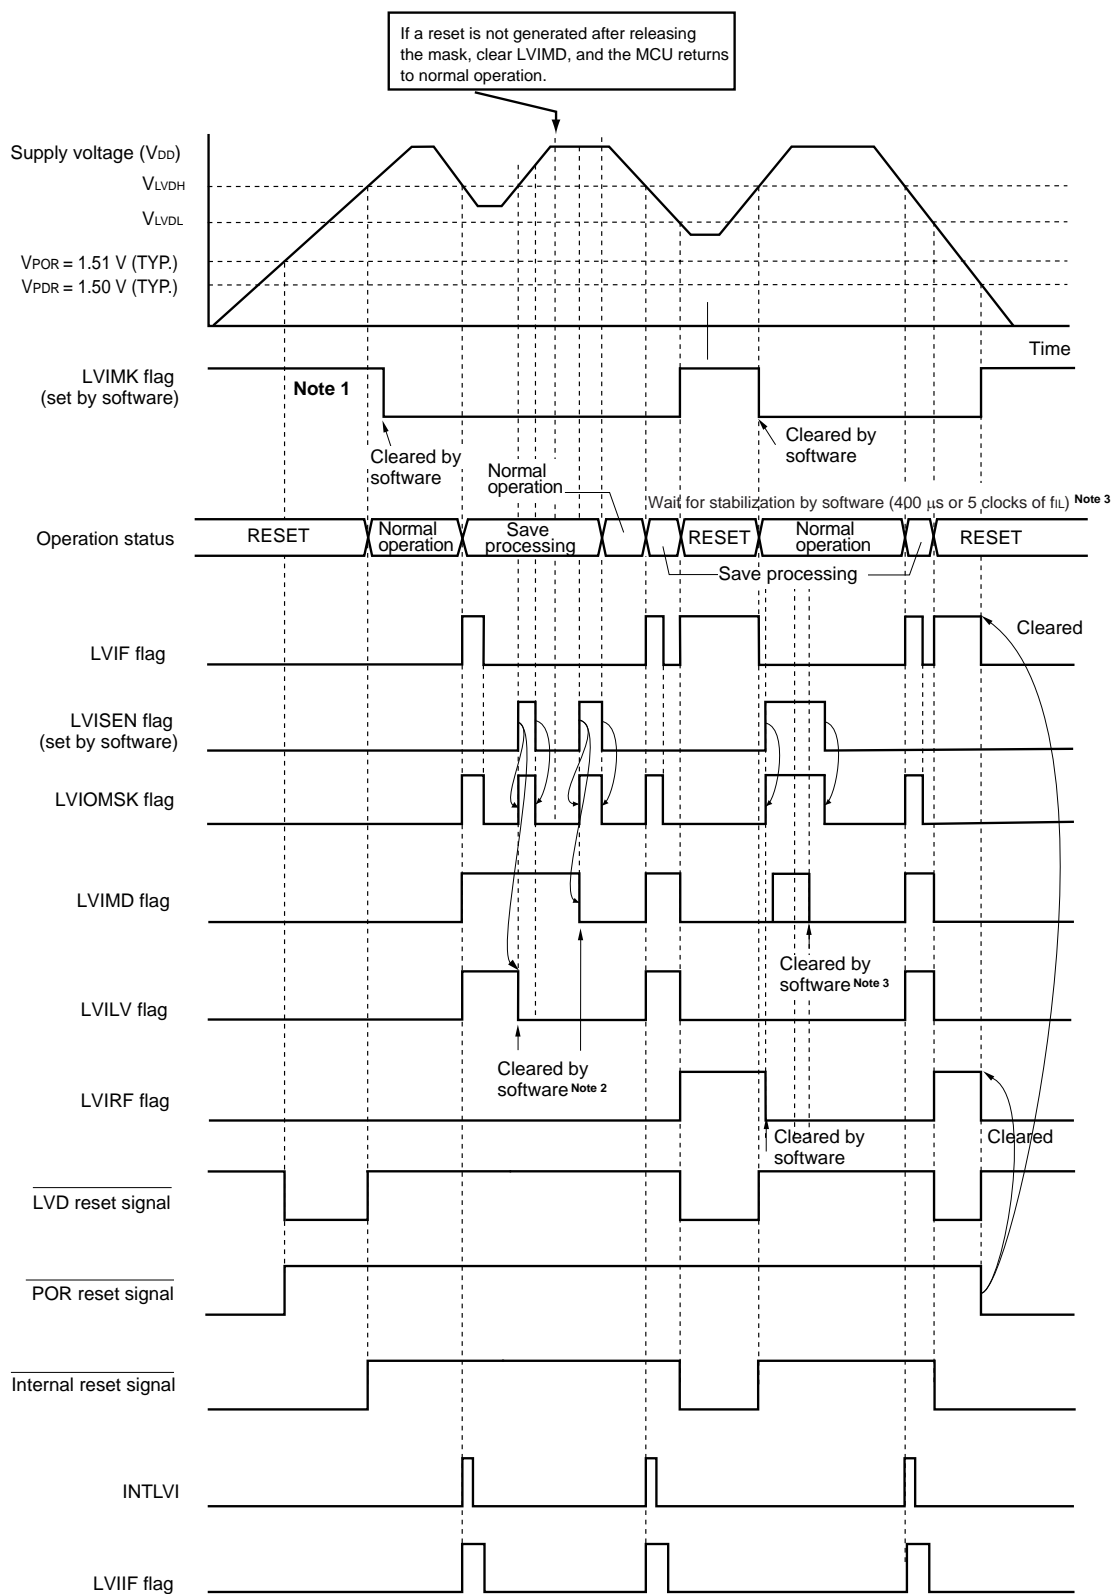 If a reset is not generated after releasing
the mask, clear LVIMD, and the MCU returns
to normal operation.
Supply voltage (VDD)
VLVDH
VLVDL
VPOR = 1.51 V (TYP.)
VPDR = 1.50 V (TYP.)
Time
LVIMK flag
(set by software)
Note 1
Cleared by
software
Cleared by
software
Normal
operation
Wait for stabilization by software (400 μs or 5 clocks of fIL) Note 3
Operation status
RESET
Normal
operation
Save
processing
RESET
Normal
operation
RESET
Save processing
LVIF flag
Cleared
LVISEN flag
(set by software)
LVIOMSK flag
LVIMD flag
Cleared by
software Note 3
LVILV flag
Cleared by
software Note 2
LVIRF flag
Cleared by
software
Cleared
LVD reset signal
POR reset signal
Internal reset signal
INTLVI
LVIIF flag